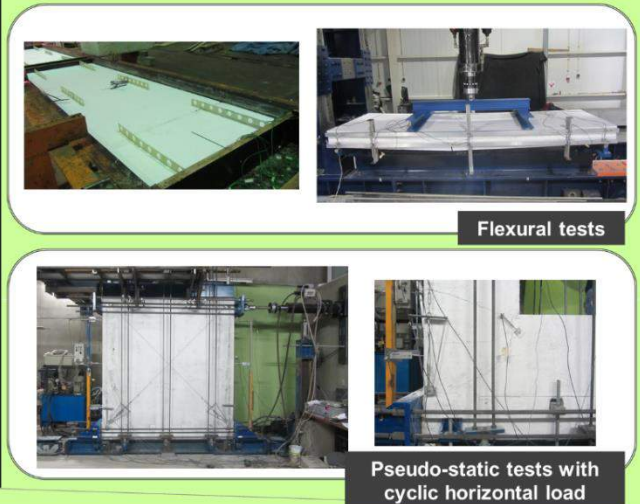 Flexural tests
Pseudo-static tests with
cyclic horizontal load